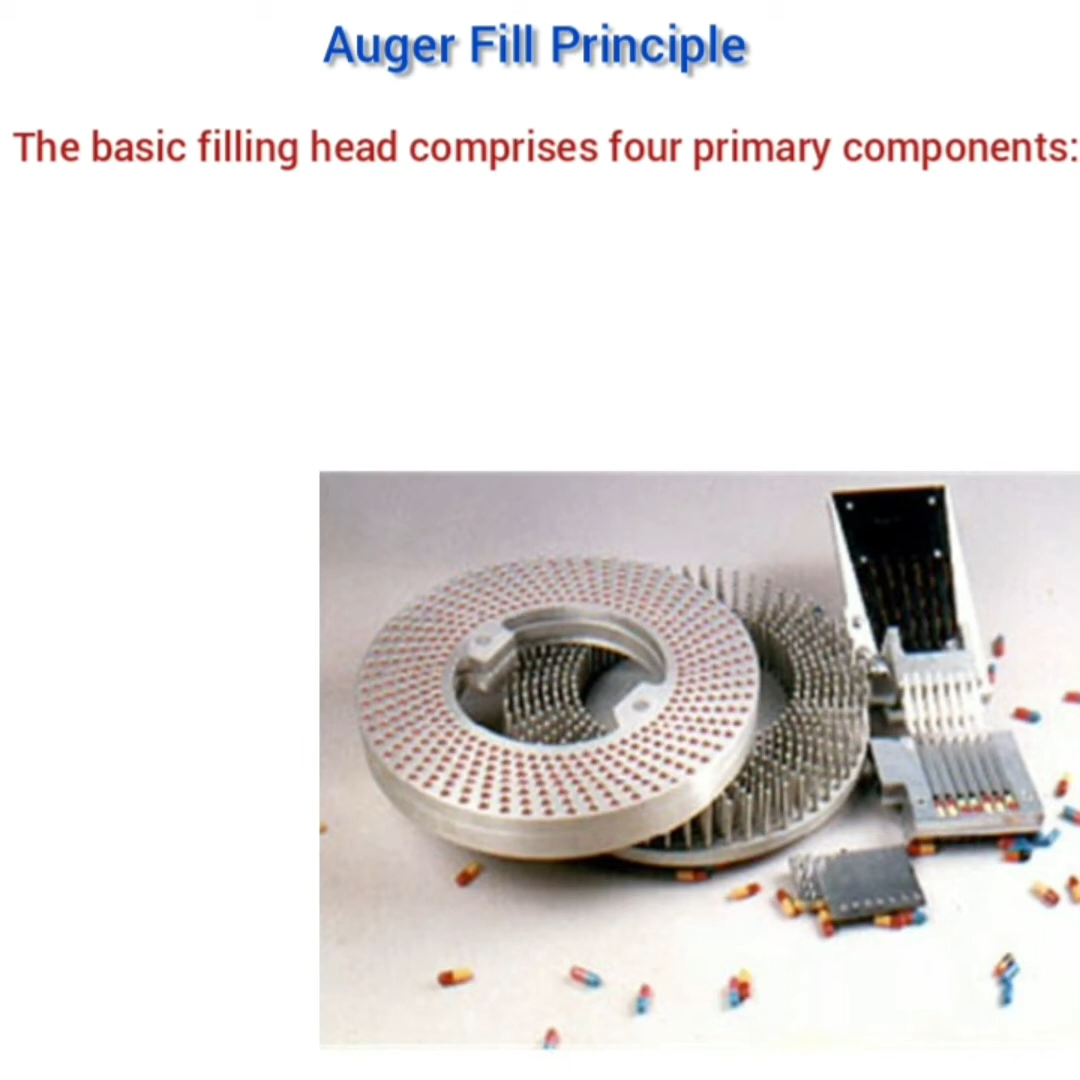 Auger Fill Principle
The basic filling head comprises four primary components: